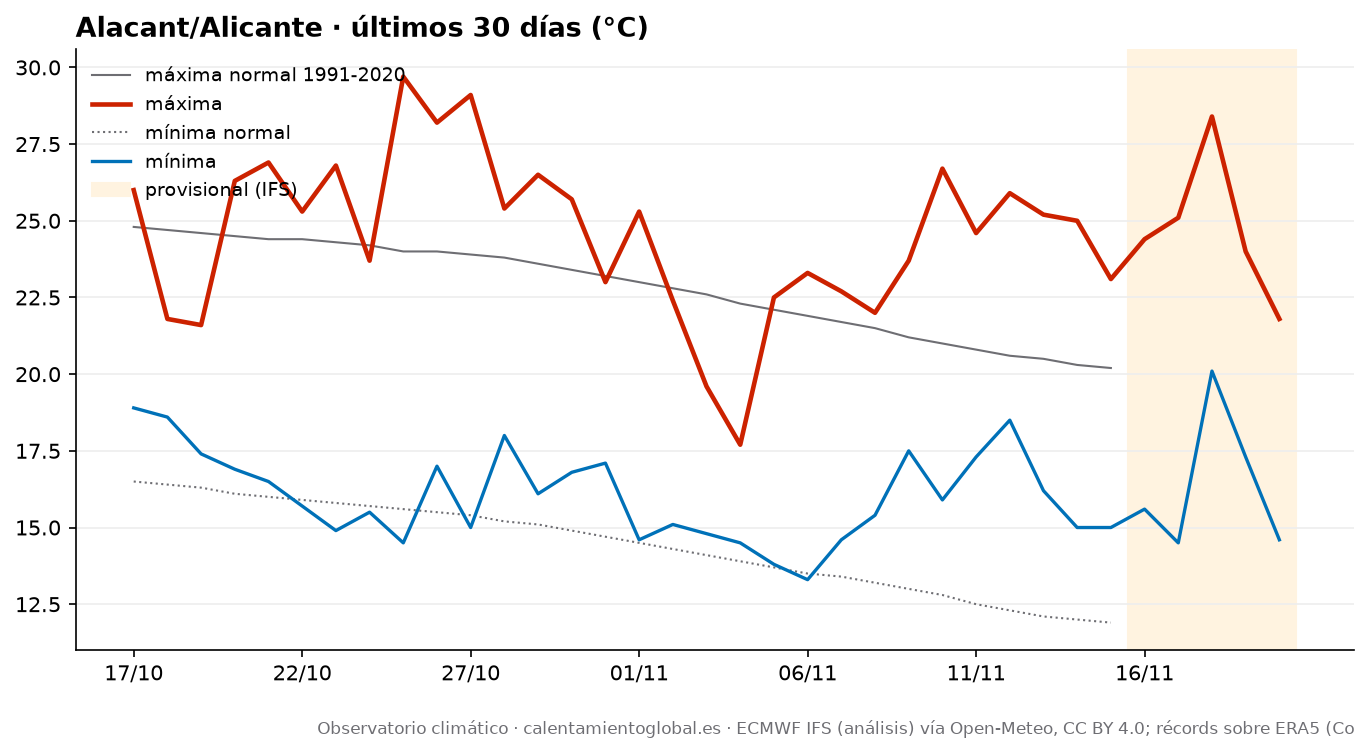 Alacant/Alicante · últimos 30 días (°C)
30.0
27.5
25.0
22.5
20.0
17.5
15.0
12.5
máxima normal 1991-2020
máxima
mínima normal
mínima
provisional (IFS)
17/10
22/10
27/10
01/11
06/11
11/11
16/11
Observatorio climático · calentamientoglobal.es · ECMWF IFS (análisis) vía Open-Meteo, CC BY 4.0; récords sobre ERA5 (Co